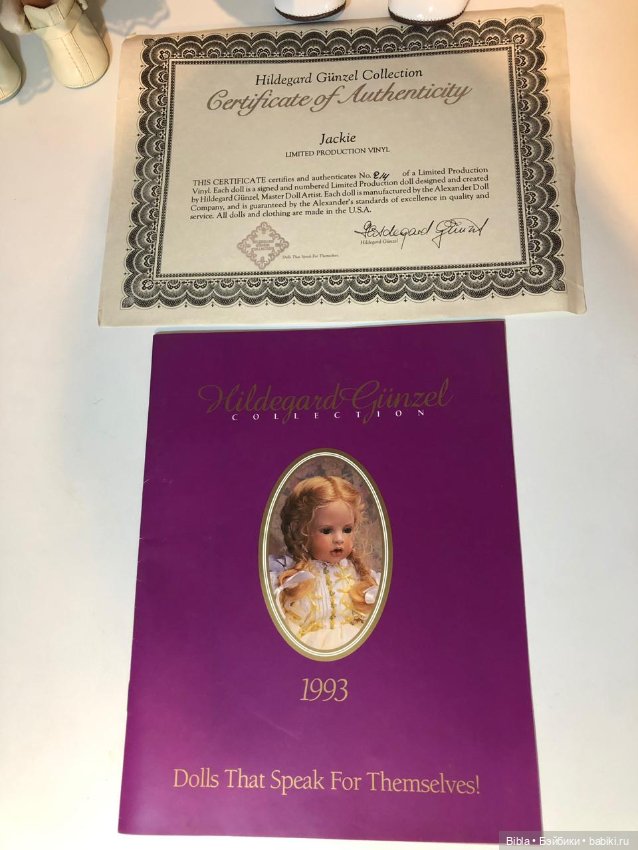 Hildegard Günzel Collection
Certificate of Authenticity
Jackie
LIMITED PRODUCTION VINYL
THIS CERTIFICATE certifies and authenticates No. 214 of a Limited Production
Vinyl. Each doll is a signed and numbered Limited Production doll designed and created
by Hildegard Günzel, Master Doll Artist. Each doll is manufactured by the Alexander Doll
Company, and is guaranteed by the Alexander's standards of excellence in quality and
service. All dolls and clothing are made in the U.S.A.
Hildegard Günzel
Hildegard Günzel
Dolls That Speak For Themselves
Hildegard Günzel
COLLECTION
1993
Dolls That Speak For Themselves!
Bibla • Бэйбики • babiki.ru